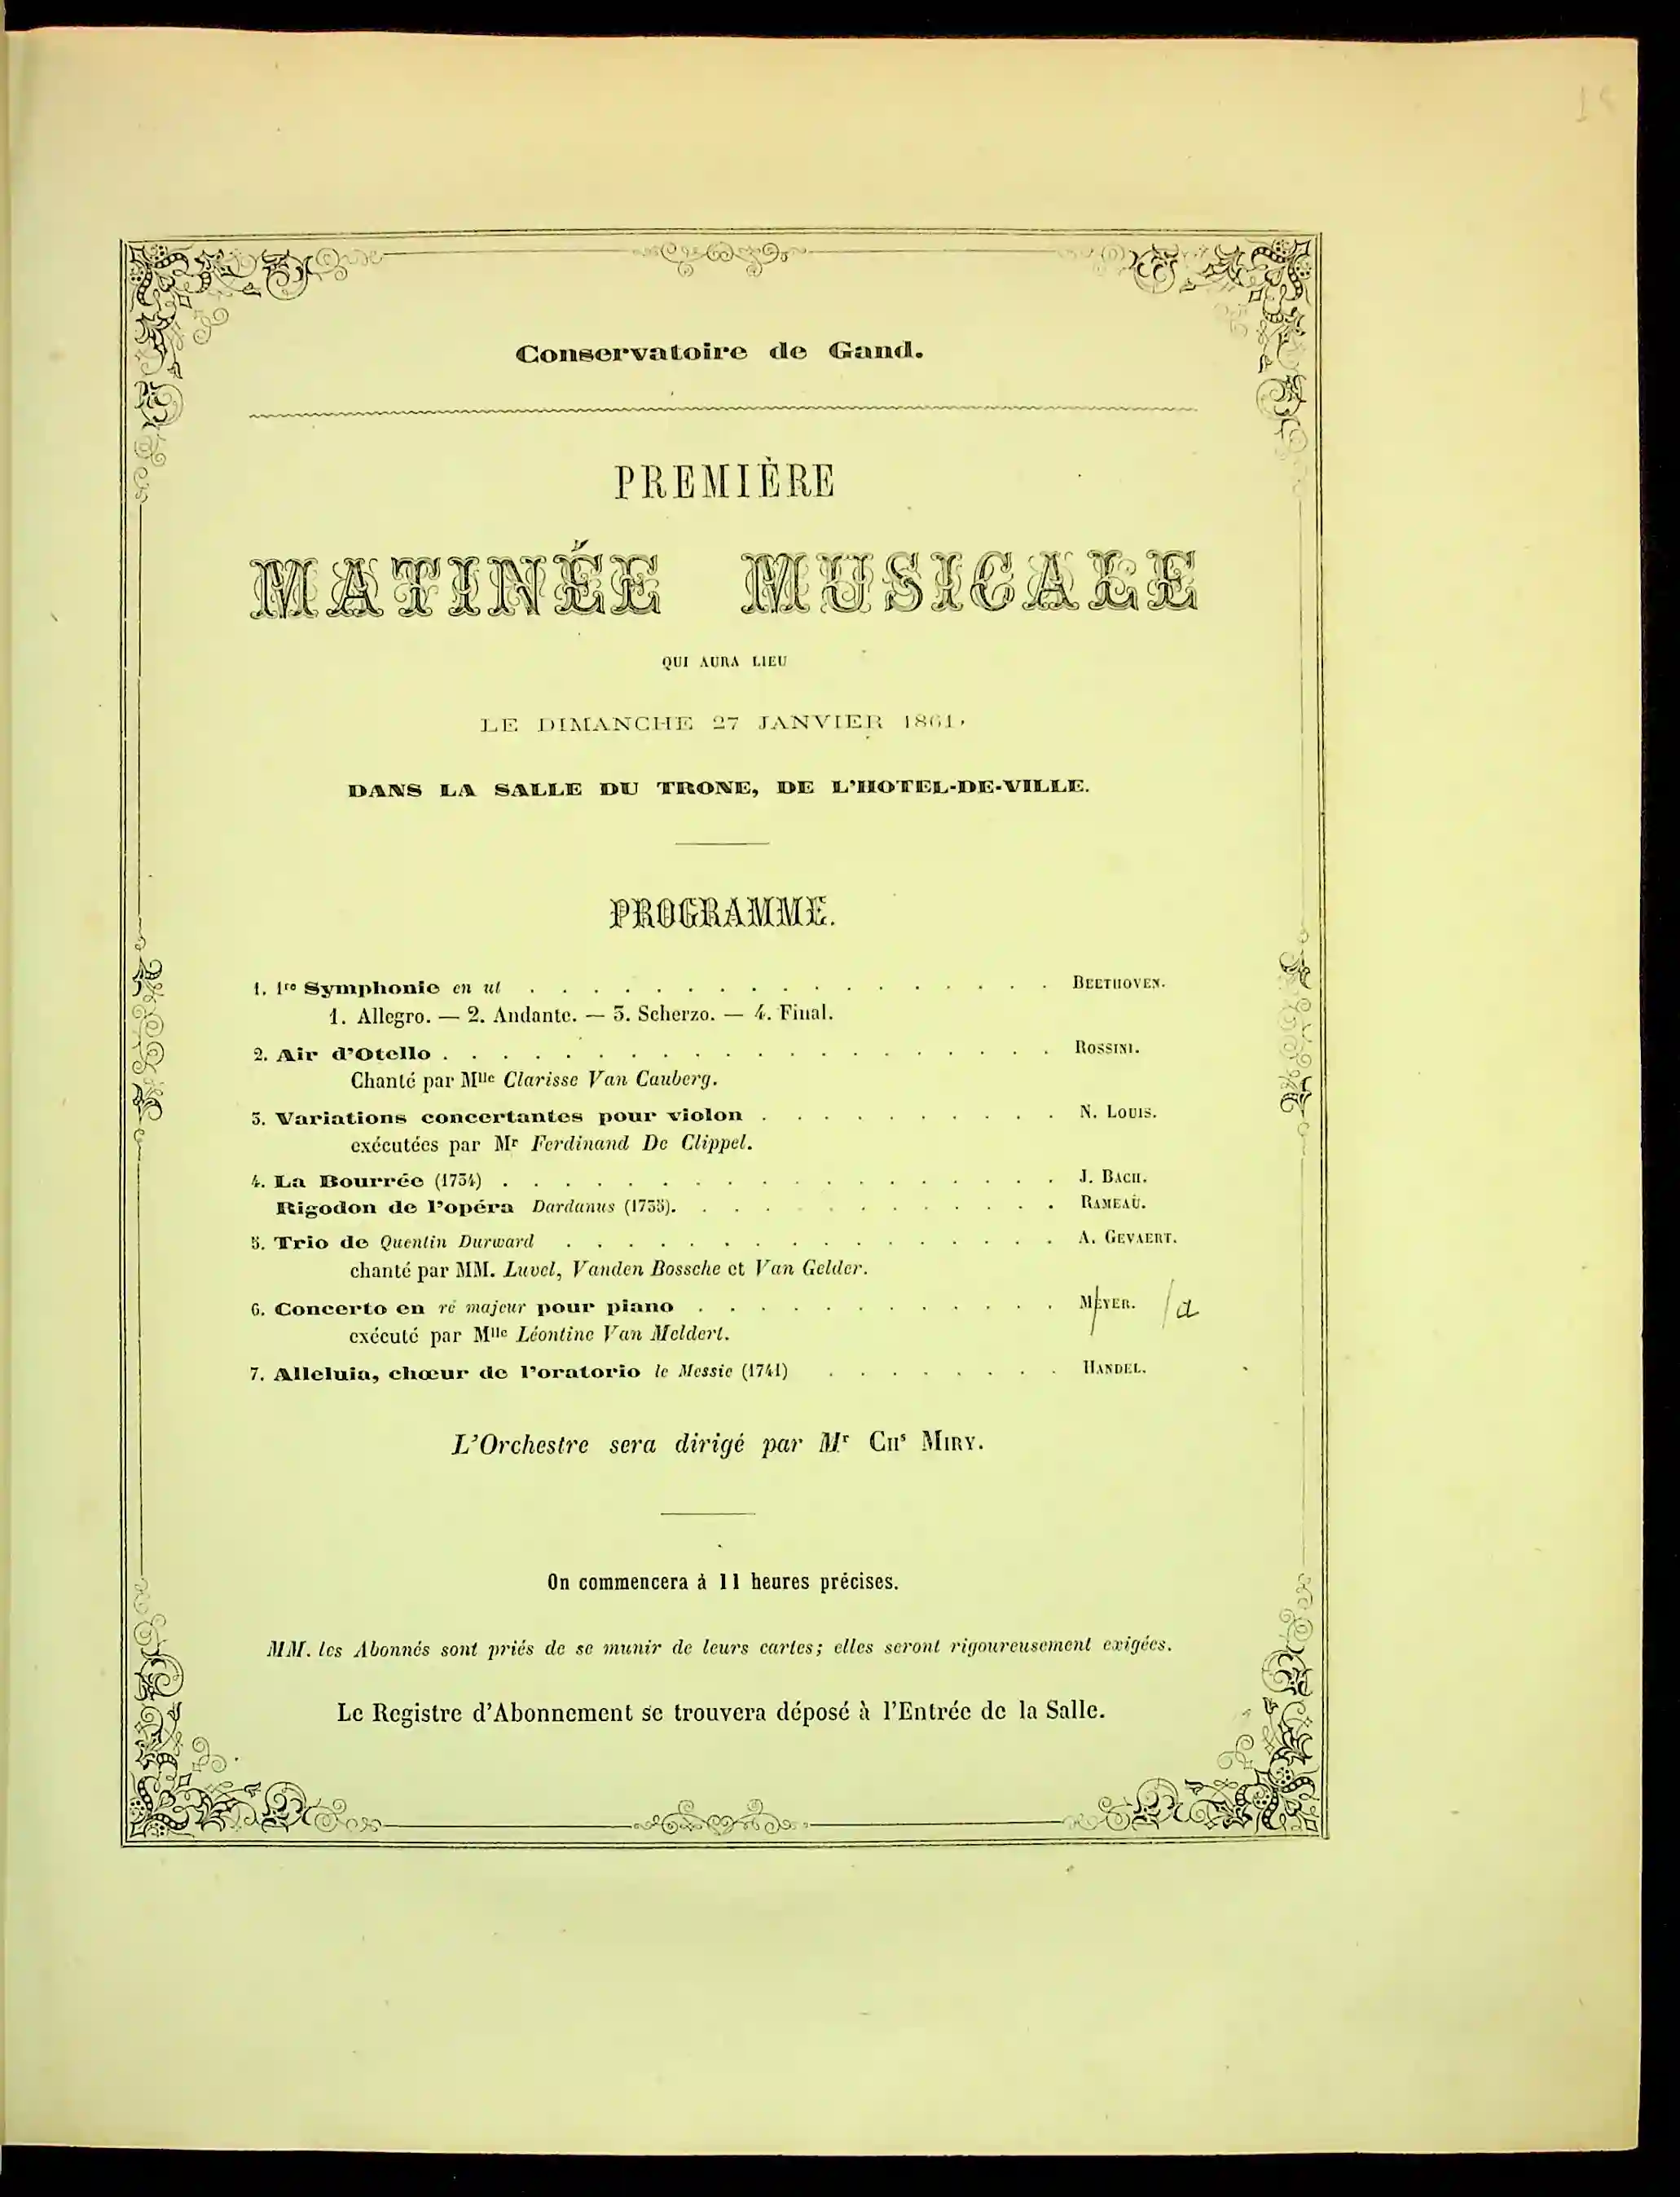 15
Conservatoire de Gand.
PREMIÈRE
MATINÉE MUSICALE
QUI AURA LIEU
LE DIMANCHE 27 JANVIER 1861,
DANS LA SALLE DU TRONE, DE L'HOTEL-DE-VILLE.
PROGRAMME.
1. 1re Symphonie en ut . . . . . . . . . . . . . . . . . BEETHOVEN.
1. Allegro. — 2. Andante. — 3. Scherzo. — 4. Final.
2. Air d'Otello . . . . . . . . . . . . . . . . . . . . ROSSINI.
Chanté par Mlle Clarisse Van Cauberg.
3. Variations concertantes pour violon . . . . . . . . . . N. LOUIS.
exécutées par Mr Ferdinand De Clippel.
4. La Bourrée (1734) . . . . . . . . . . . . . . . . . . J. BACH.
Rigodon de l'opéra Dardanus (1735). . . . . . . . . . . . . RAMEAU.
5. Trio de Quentin Durward . . . . . . . . . . . . . . . . A. GEVAERT.
chanté par MM. Luvel, Vanden Bossche et Van Gelder.
6. Concerto en ré majeur pour piano . . . . . . . . . . . . MEYER. /a
exécuté par Mlle Léontine Van Meldert.
7. Alleluia, chœur de l'oratorio le Messie (1741) . . . . . . . . HANDEL.
L'Orchestre sera dirigé par Mr CHs MIRY.
On commencera à 11 heures précises.
MM. les Abonnés sont priés de se munir de leurs cartes; elles seront rigoureusement exigées.
Le Registre d'Abonnement se trouvera déposé à l'Entrée de la Salle.